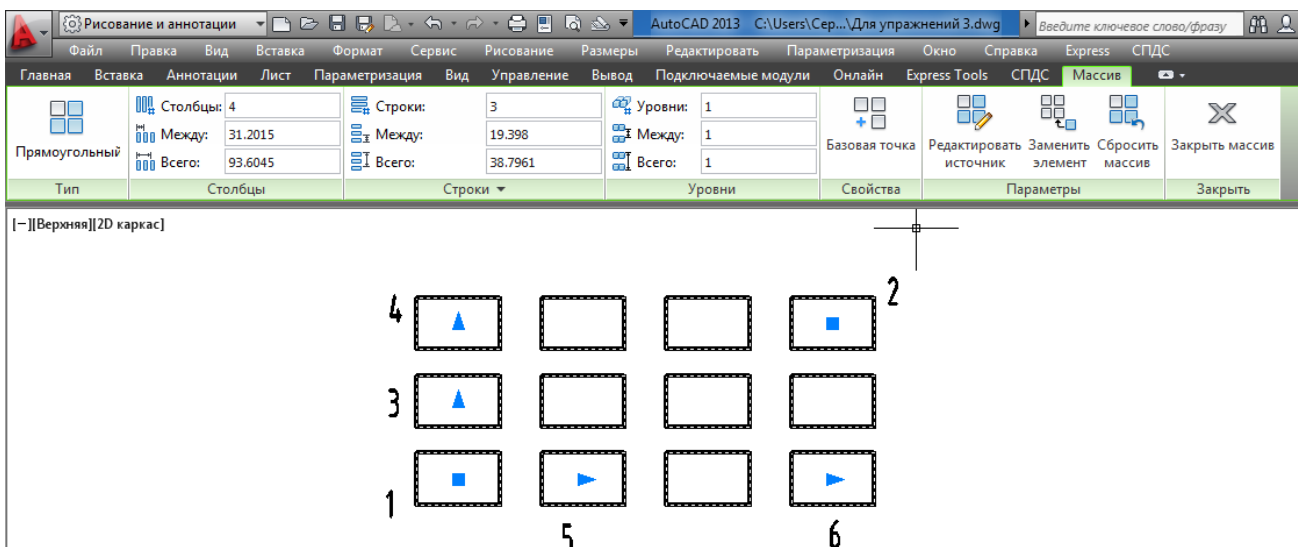 Рисование и аннотации AutoCAD 2013 C:\Users\Сер...\Для упражнений 3.dwg Введите ключевое слово/фразу
Файл Правка Вид Вставка Формат Сервис Рисование Размеры Редактировать Параметризация Окно Справка Express СПДС
Главная Вставка Аннотации Лист Параметризация Вид Управление Вывод Подключаемые модули Онлайн Express Tools СПДС Массив
Столбцы: 4 Строки: 3 Уровни: 1
Между: 31.2015 Между: 19.398 Между: 1
Прямоугольный Базовая точка Редактировать источник Заменить элемент Сбросить массив Закрыть массив
Всего: 93.6045 Всего: 38.7961 Всего: 1
Тип Столбцы Строки Уровни Свойства Параметры Закрыть
[−][Верхняя][2D каркас]
2
4
3
1
5 6